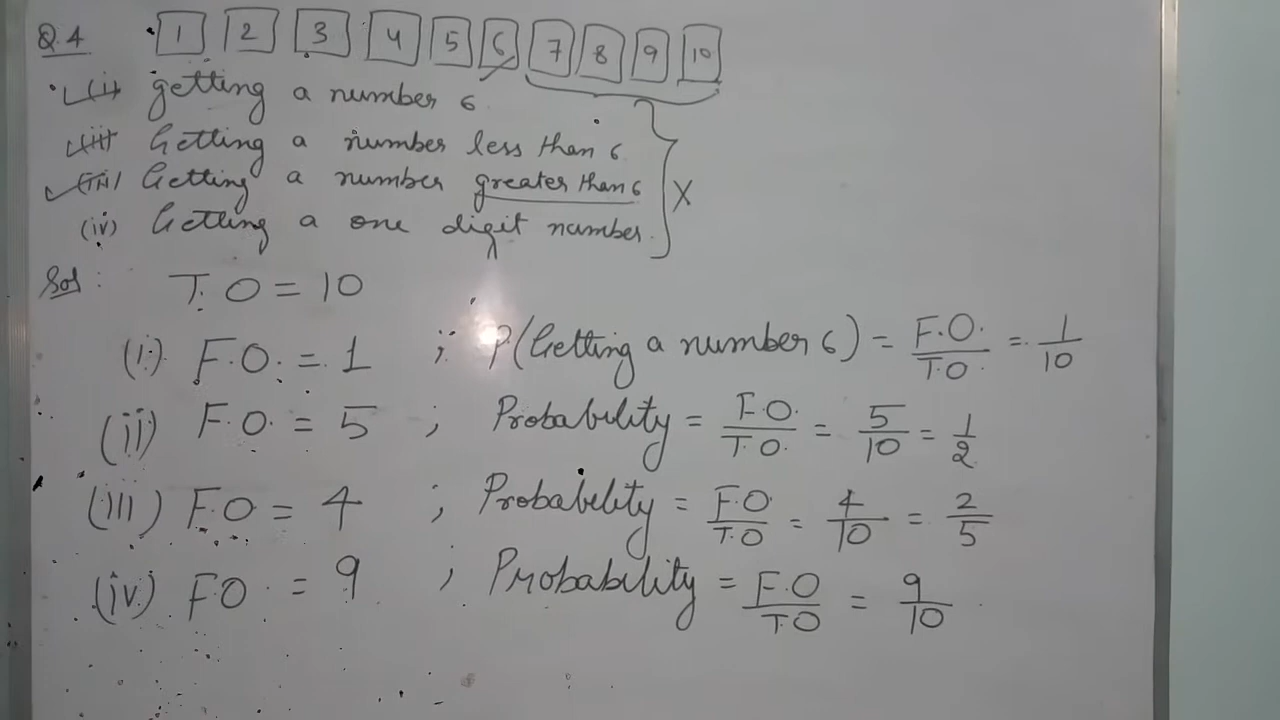 Q.4 1 2 3 4 5 6 7 8 9 10
(i) getting a number 6
(ii) Getting a number less than 6
(iii) Getting a number greater than 6
(iv) Getting a one digit number.
X
Sol: T.O = 10
(i) F.O. = 1 ; P(Getting a number 6) = F.O./T.O = 1/10
(ii) F.O. = 5 ; Probability = F.O./T.O. = 5/10 = 1/2
(iii) F.O = 4 ; Probability = F.O/T.O = 4/10 = 2/5
(iv) FO = 9 ; Probability = F.O/TO = 9/10